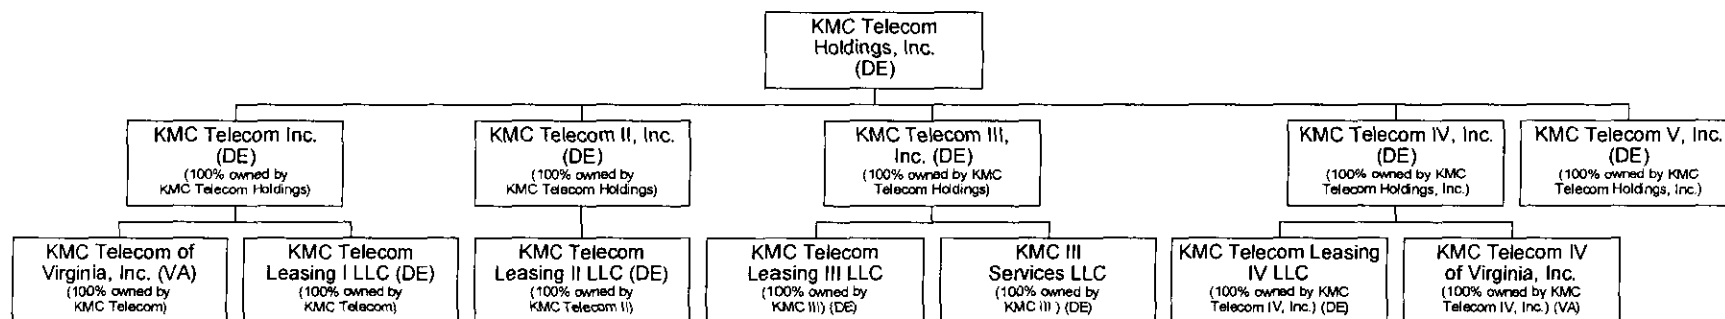 KMC Telecom
Holdings, Inc.
(DE)
KMC Telecom Inc.
(DE)
(100% owned by
KMC Telecom Holdings)
KMC Telecom II, Inc.
(DE)
(100% owned by
KMC Telecom Holdings)
KMC Telecom III,
Inc. (DE)
(100% owned by KMC
Telecom Holdings)
KMC Telecom IV, Inc.
(DE)
(100% owned by KMC
Telecom Holdings, Inc.)
KMC Telecom V, Inc.
(DE)
(100% owned by KMC
Telecom Holdings, Inc.)
KMC Telecom of
Virginia, Inc. (VA)
(100% owned by
KMC Telecom)
KMC Telecom
Leasing I LLC (DE)
(100% owned by
KMC Telecom)
KMC Telecom
Leasing II LLC (DE)
(100% owned by
KMC Telecom II)
KMC Telecom
Leasing III LLC
(100% owned by
KMC III) (DE)
KMC III
Services LLC
(100% owned by
KMC III ) (DE)
KMC Telecom Leasing
IV LLC
(100% owned by KMC
Telecom IV, Inc.) (DE)
KMC Telecom IV
of Virginia, Inc.
(100% owned by KMC
Telecom IV, Inc.) (VA)